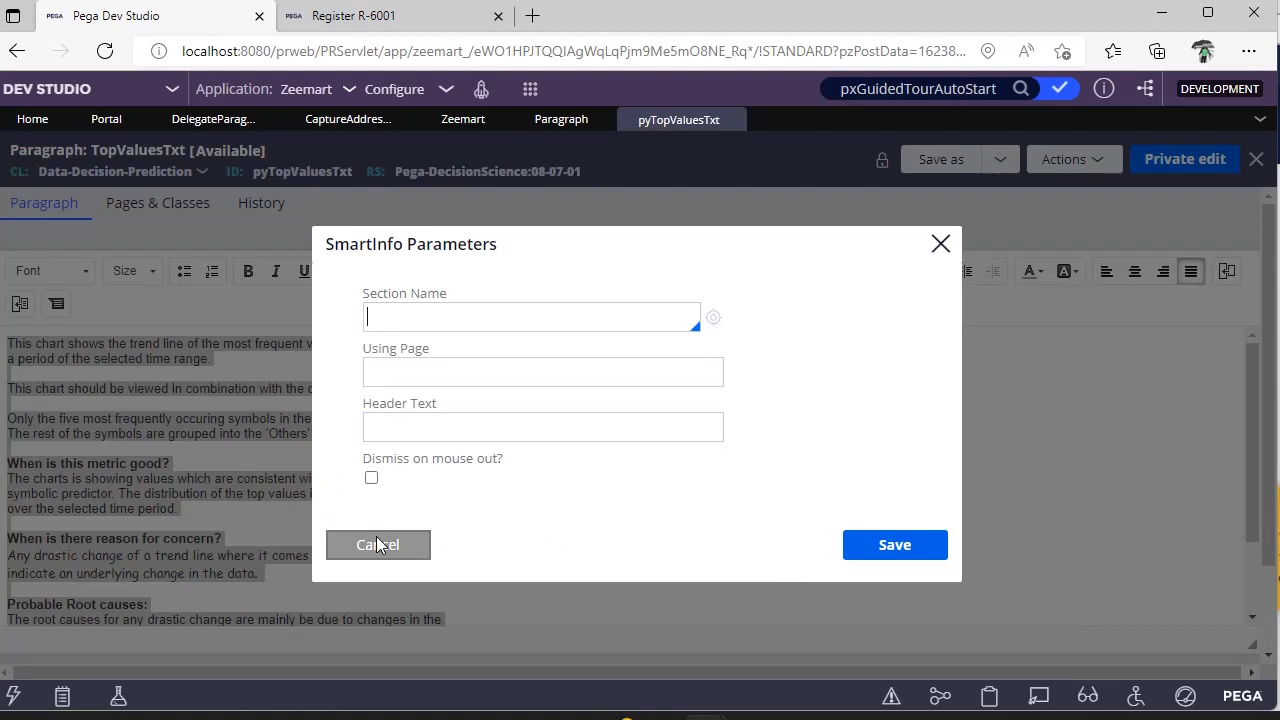 PEGA Pega Dev Studio
PEGA Register R-6001
localhost:8080/prweb/PRServlet/app/zeemart_/eWO1HPJTQQIAgWqLqPjm9Me5mO8NE_Rq*/!STANDARD?pzPostData=16238...
DEV STUDIO
Application: Zeemart
Configure
pxGuidedTourAutoStart
DEVELOPMENT
Home
Portal
DelegateParag...
CaptureAddres...
Zeemart
Paragraph
pyTopValuesTxt
Paragraph: TopValuesTxt [Available]
CL: Data-Decision-Prediction ID: pyTopValuesTxt RS: Pega-DecisionScience:08-07-01
Save as
Actions
Private edit
Paragraph
Pages & Classes
History
SmartInfo Parameters
Font
Size
B I U
A A
Section Name
Using Page
Header Text
Dismiss on mouse out?
Cancel
Save
This chart shows the trend line of the most frequent
a period of the selected time range.
This chart should be viewed in combination with the
Only the five most frequently occuring symbols in the
The rest of the symbols are grouped into the 'Others'
When is this metric good?
The charts is showing values which are consistent
symbolic predictor. The distribution of the top values
over the selected time period.
When is there reason for concern?
Any drastic change of a trend line where it comes
indicate an underlying change in the data.
Probable Root causes:
The root causes for any drastic change are mainly be due to changes in the
PEGA